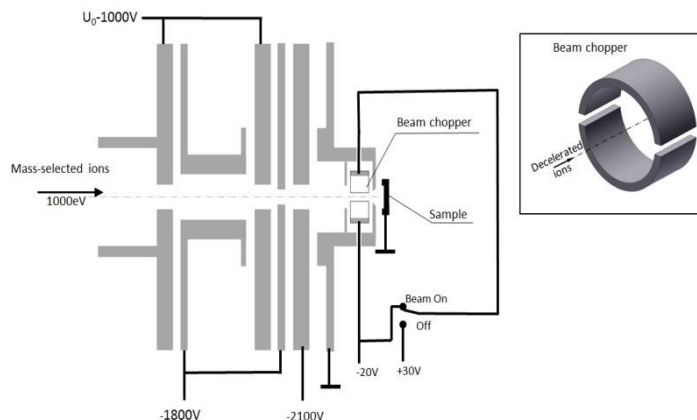 U₀-1000V
Beam chopper
Beam chopper
Decelerated
ions
Mass-selected ions
1000eV
Sample
Beam On
Off
-20V
+30V
-1800V
-2100V